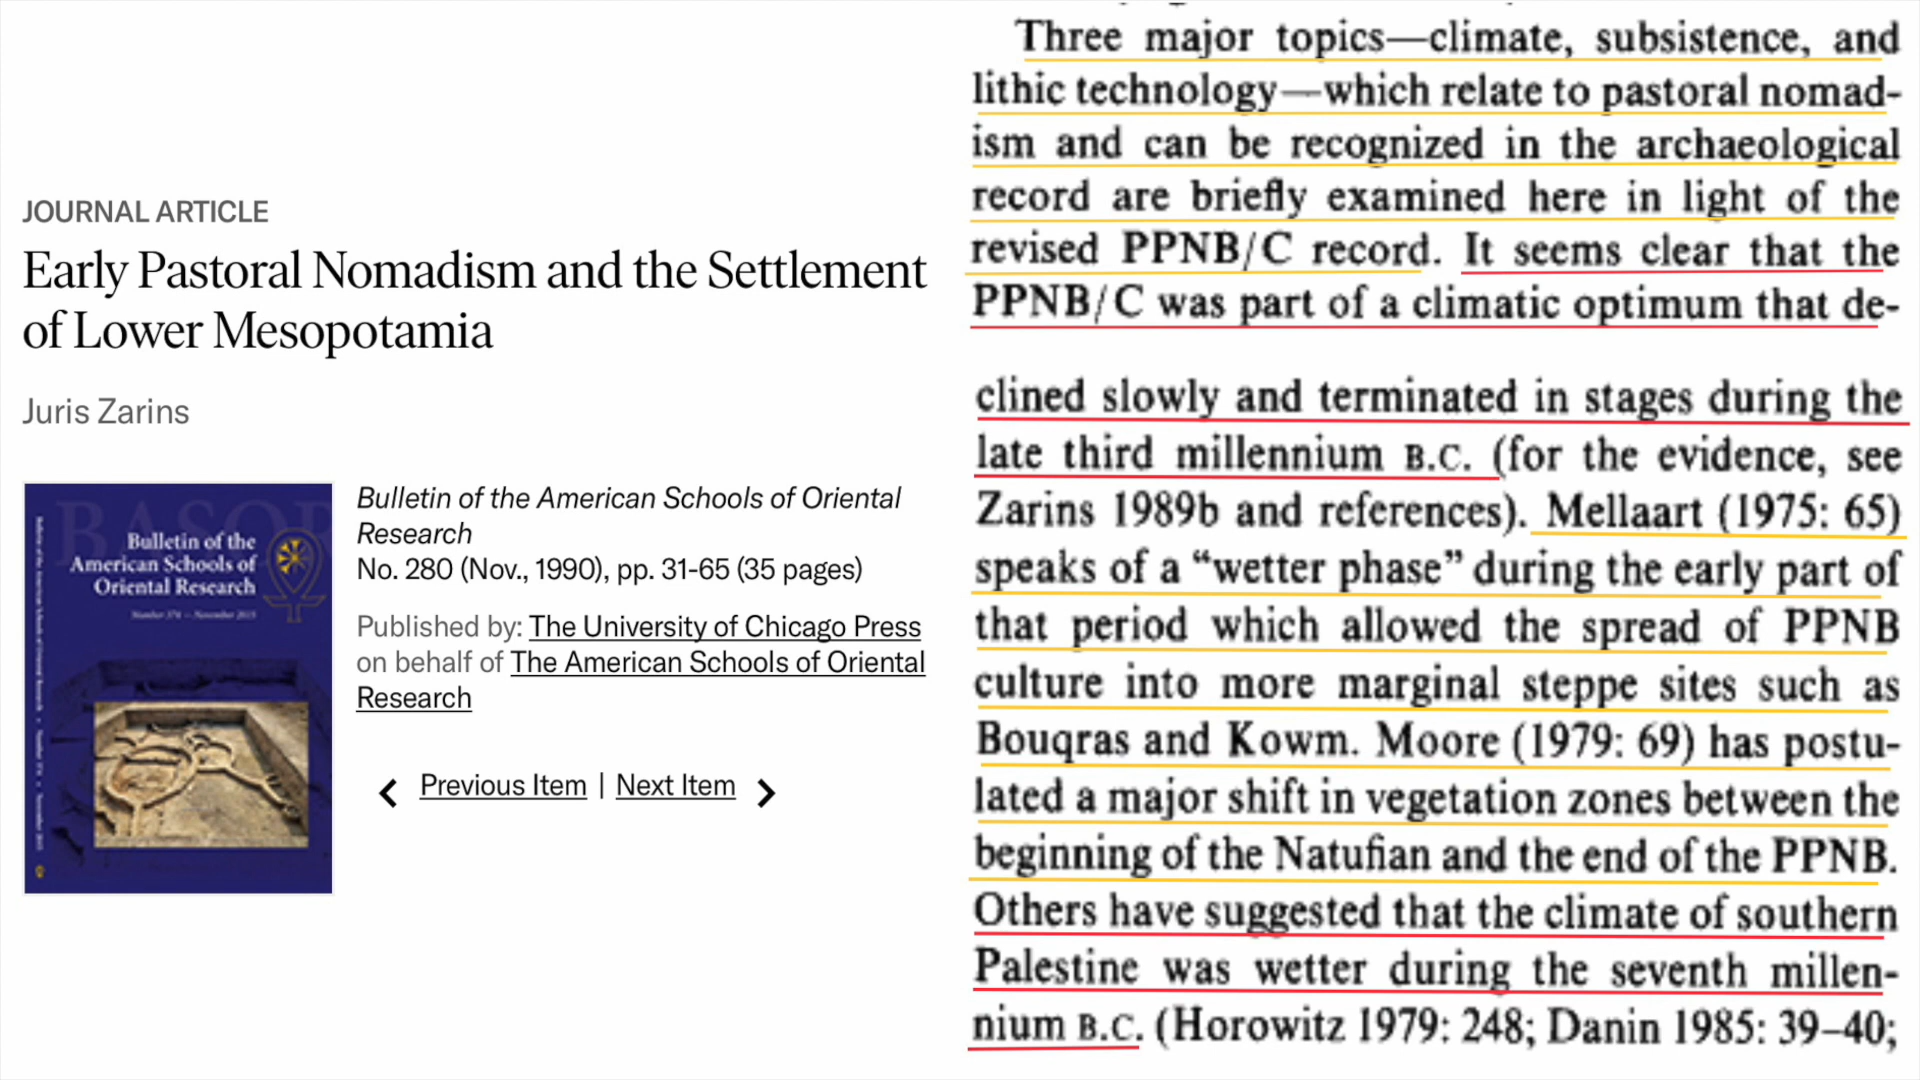 JOURNAL ARTICLE
Early Pastoral Nomadism and the Settlement
of Lower Mesopotamia
Juris Zarins
BASOR
Bulletin of the
American Schools of
Oriental Research
Bulletin of the American Schools of Oriental
Research
No. 280 (Nov., 1990), pp. 31-65 (35 pages)
Published by: The University of Chicago Press
on behalf of The American Schools of Oriental
Research
Previous Item | Next Item
Three major topics—climate, subsistence, and
lithic technology—which relate to pastoral nomad-
ism and can be recognized in the archaeological
record are briefly examined here in light of the
revised PPNB/C record. It seems clear that the
PPNB/C was part of a climatic optimum that de-
clined slowly and terminated in stages during the
late third millennium B.C. (for the evidence, see
Zarins 1989b and references). Mellaart (1975: 65)
speaks of a “wetter phase” during the early part of
that period which allowed the spread of PPNB
culture into more marginal steppe sites such as
Bouqras and Kowm. Moore (1979: 69) has postu-
lated a major shift in vegetation zones between the
beginning of the Natufian and the end of the PPNB.
Others have suggested that the climate of southern
Palestine was wetter during the seventh millen-
nium B.C. (Horowitz 1979: 248; Danin 1985: 39–40;